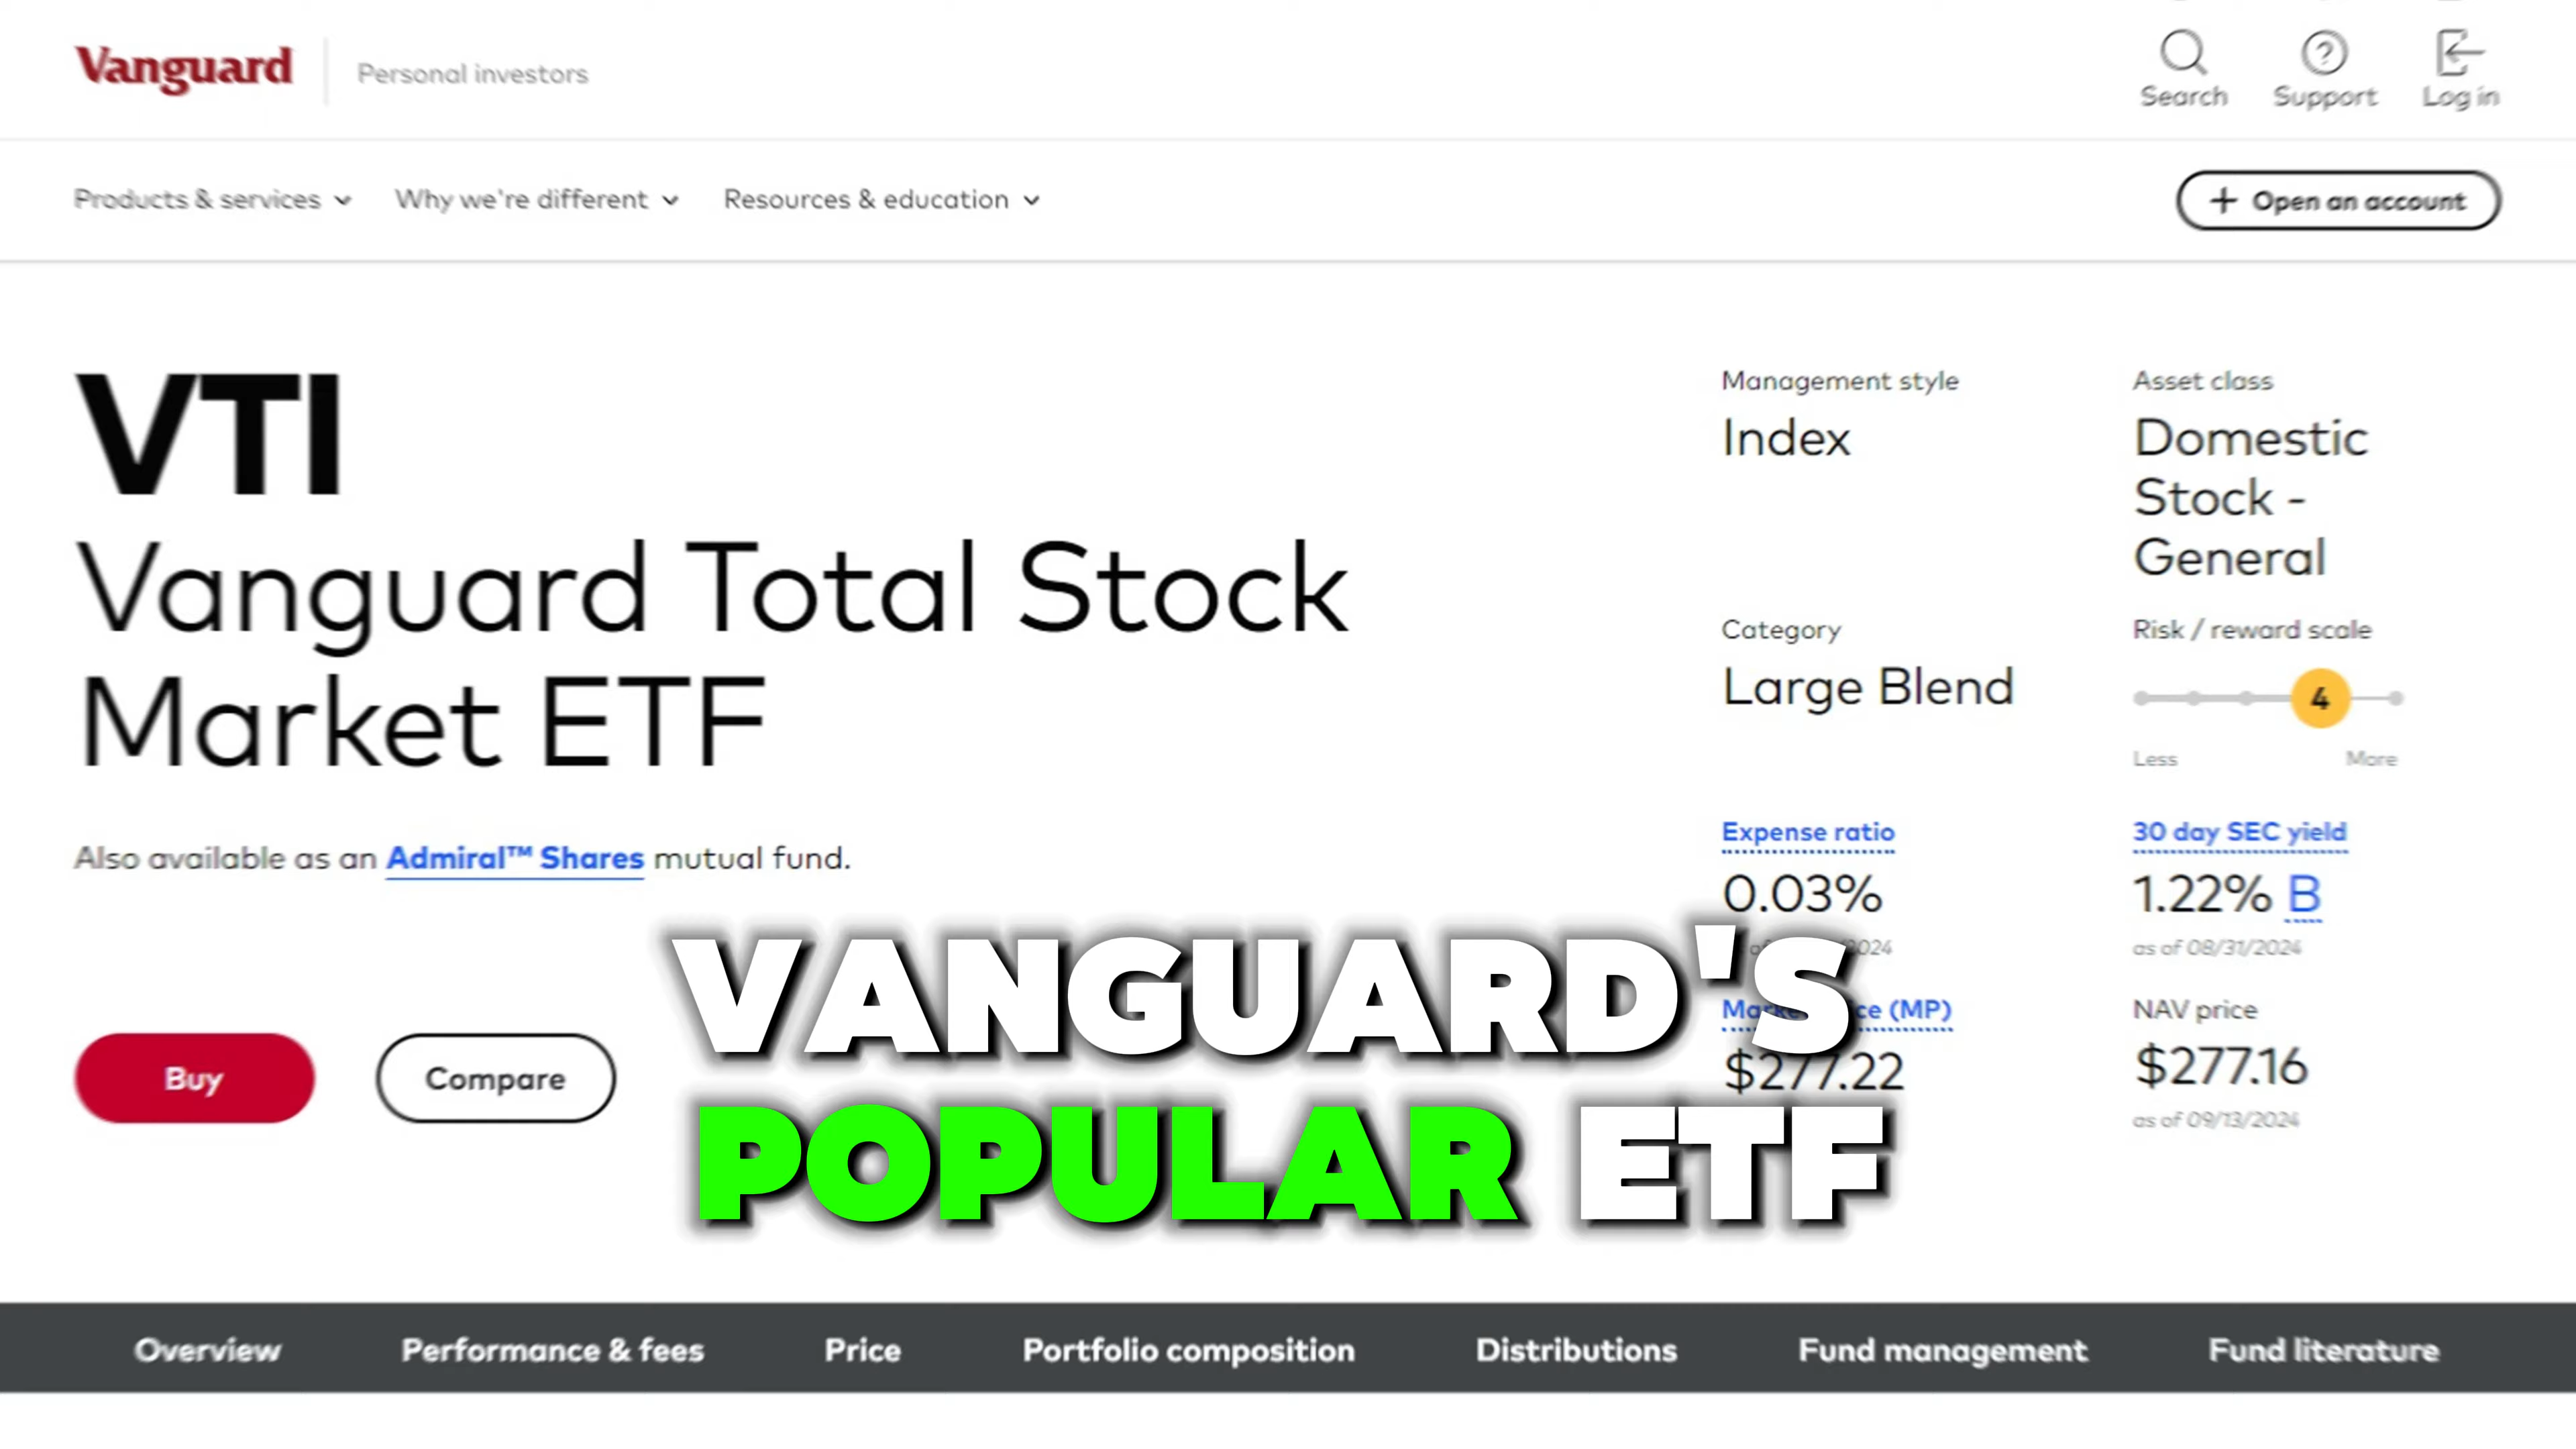 Vanguard
Personal investors
Search
Support
Log in
Products & services
Why we're different
Resources & education
+ Open an account
VTI
Vanguard Total Stock
Market ETF
Also available as an Admiral™ Shares mutual fund.
Buy
Compare
Management style
Index
Asset class
Domestic
Stock -
General
Category
Large Blend
Risk / reward scale
4
Less
More
Expense ratio
0.03%
2024
30 day SEC yield
1.22% B
as of 08/31/2024
(MP)
$277.22
NAV price
$277.16
as of 09/13/2024
VANGUARD'S
POPULAR ETF
Overview
Performance & fees
Price
Portfolio composition
Distributions
Fund management
Fund literature